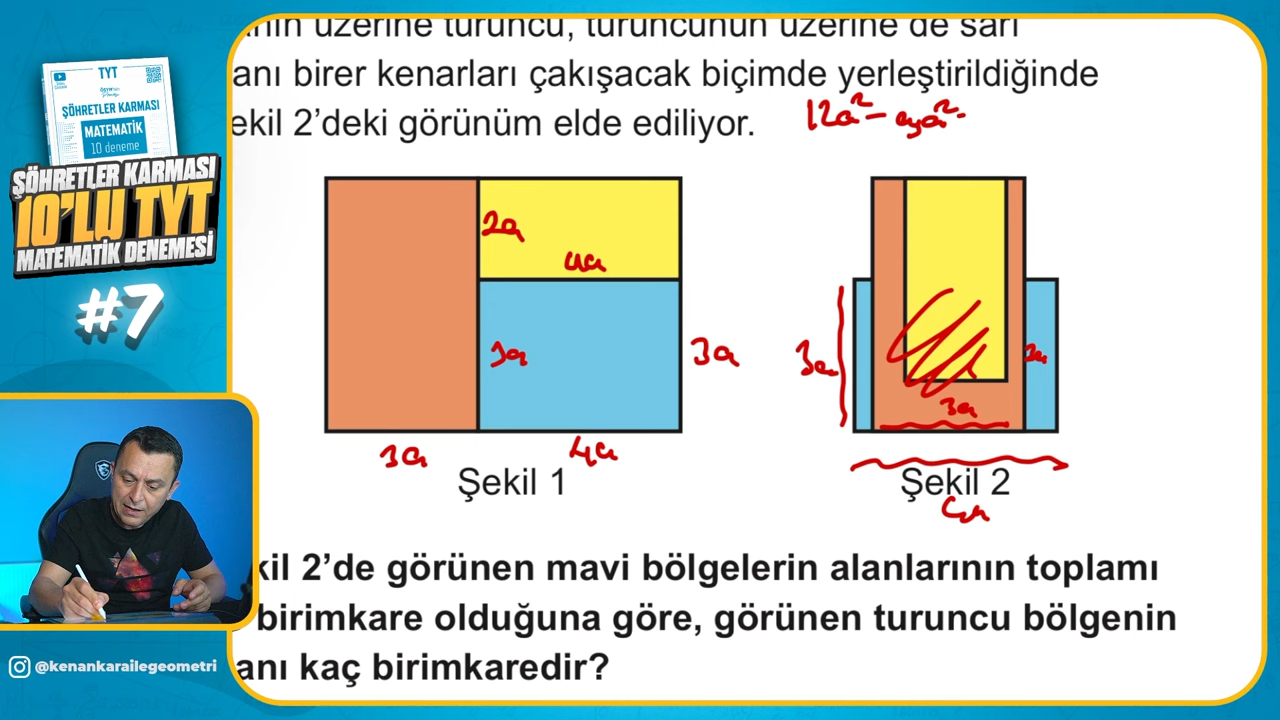 üzerine turuncu, turuncunun üzerine de sarı
anı birer kenarları çakışacak biçimde yerleştirildiğinde
ekil 2’deki görünüm elde ediliyor.
12a² -
TYT
ŞÖHRETLER KARMASI
MATEMATİK
10 deneme
ŞÖHRETLER KARMASI
10’LU TYT
MATEMATİK DENEMESİ
#7
2a
4a
3a
3a
3a
4a
Şekil 1
3a
3a
Şekil 2
kil 2’de görünen mavi bölgelerin alanlarının toplamı
birimkare olduğuna göre, görünen turuncu bölgenin
anı kaç birimkaredir?
@kenankarailegeometri